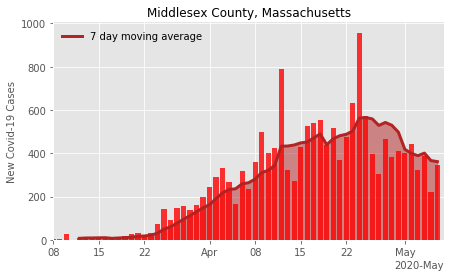 Middlesex County, Massachusetts
7 day moving average
New Covid-19 Cases
1000
800
600
400
200
0
08 15 22 Apr 08 15 22 May
2020-May